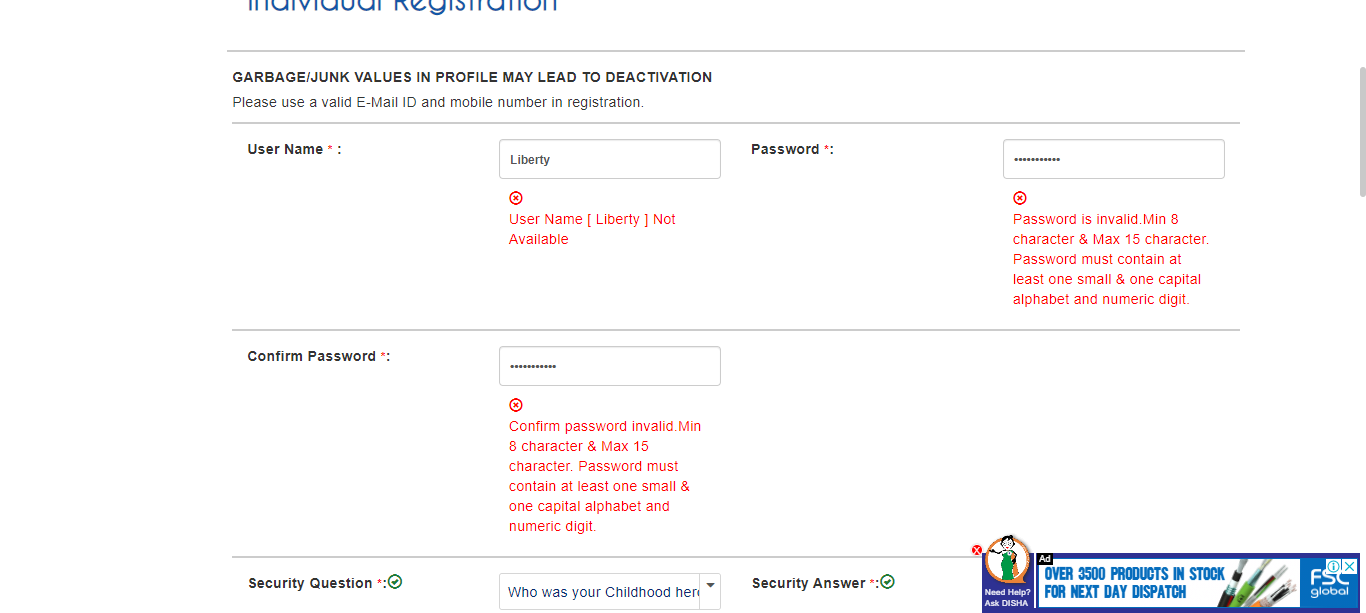 Individual Registration
GARBAGE/JUNK VALUES IN PROFILE MAY LEAD TO DEACTIVATION
Please use a valid E-Mail ID and mobile number in registration.
User Name * :
Liberty
User Name [ Liberty ] Not
Available
Password *:
•••••••••••
Password is invalid.Min 8
character & Max 15 character.
Password must contain at
least one small & one capital
alphabet and numeric digit.
Confirm Password *:
•••••••••••
Confirm password invalid.Min
8 character & Max 15
character. Password must
contain at least one small &
one capital alphabet and
numeric digit.
Security Question *:
Who was your Childhood hero
Security Answer *:
Need Help?
Ask DISHA
Ad
OVER 3500 PRODUCTS IN STOCK
FOR NEXT DAY DISPATCH
FSC
global